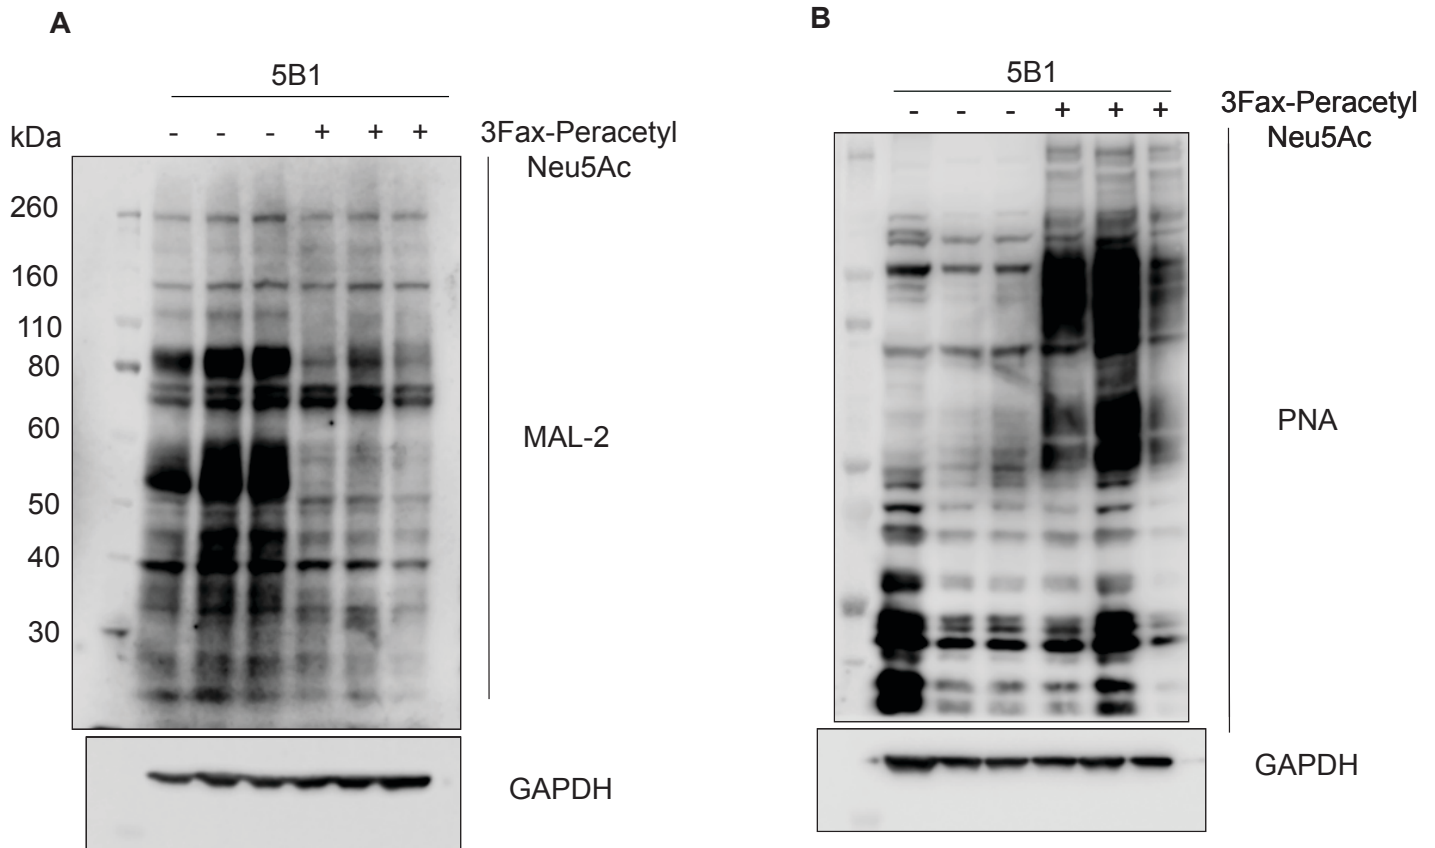 A
5B1
kDa
- - - + + +
3Fax-Peracetyl
Neu5Ac
260
160
110
80
60
50
40
30
MAL-2
GAPDH
B
5B1
- - - + + +
3Fax-Peracetyl
Neu5Ac
PNA
GAPDH